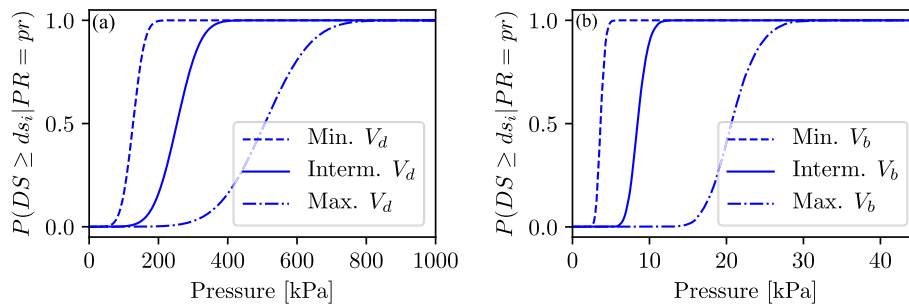 (a)
P(DS ≥ ds_i|PR = pr)
1.0
0.5
0.0
Min. V_d
Interm. V_d
Max. V_d
0 200 400 600 800 1000
Pressure [kPa]
(b)
P(DS ≥ ds_i|PR = pr)
1.0
0.5
0.0
Min. V_b
Interm. V_b
Max. V_b
0 10 20 30 40
Pressure [kPa]